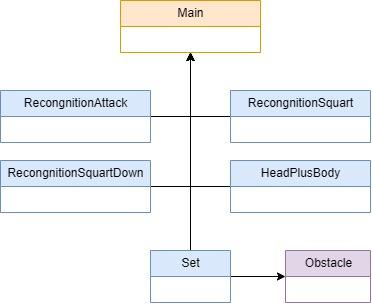 Main
RecongnitionAttack
RecongnitionSquart
RecongnitionSquartDown
HeadPlusBody
Set
Obstacle